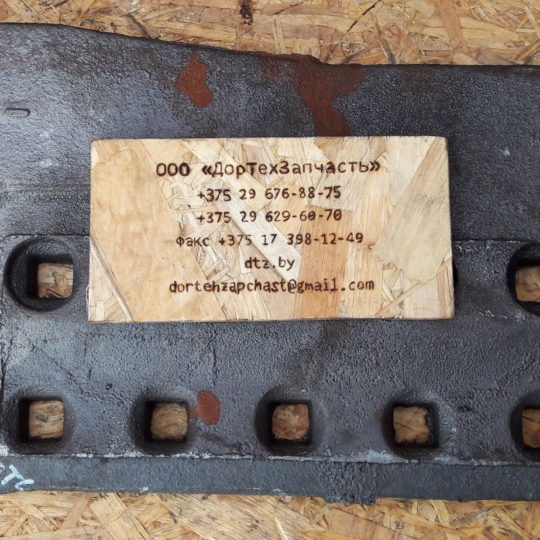 ООО «ДорТехЗапчасть»
+375 29 676-88-75
+375 29 629-60-70
Факс +375 17 398-12-49
dtz.by
dortehzapchast@gmail.com